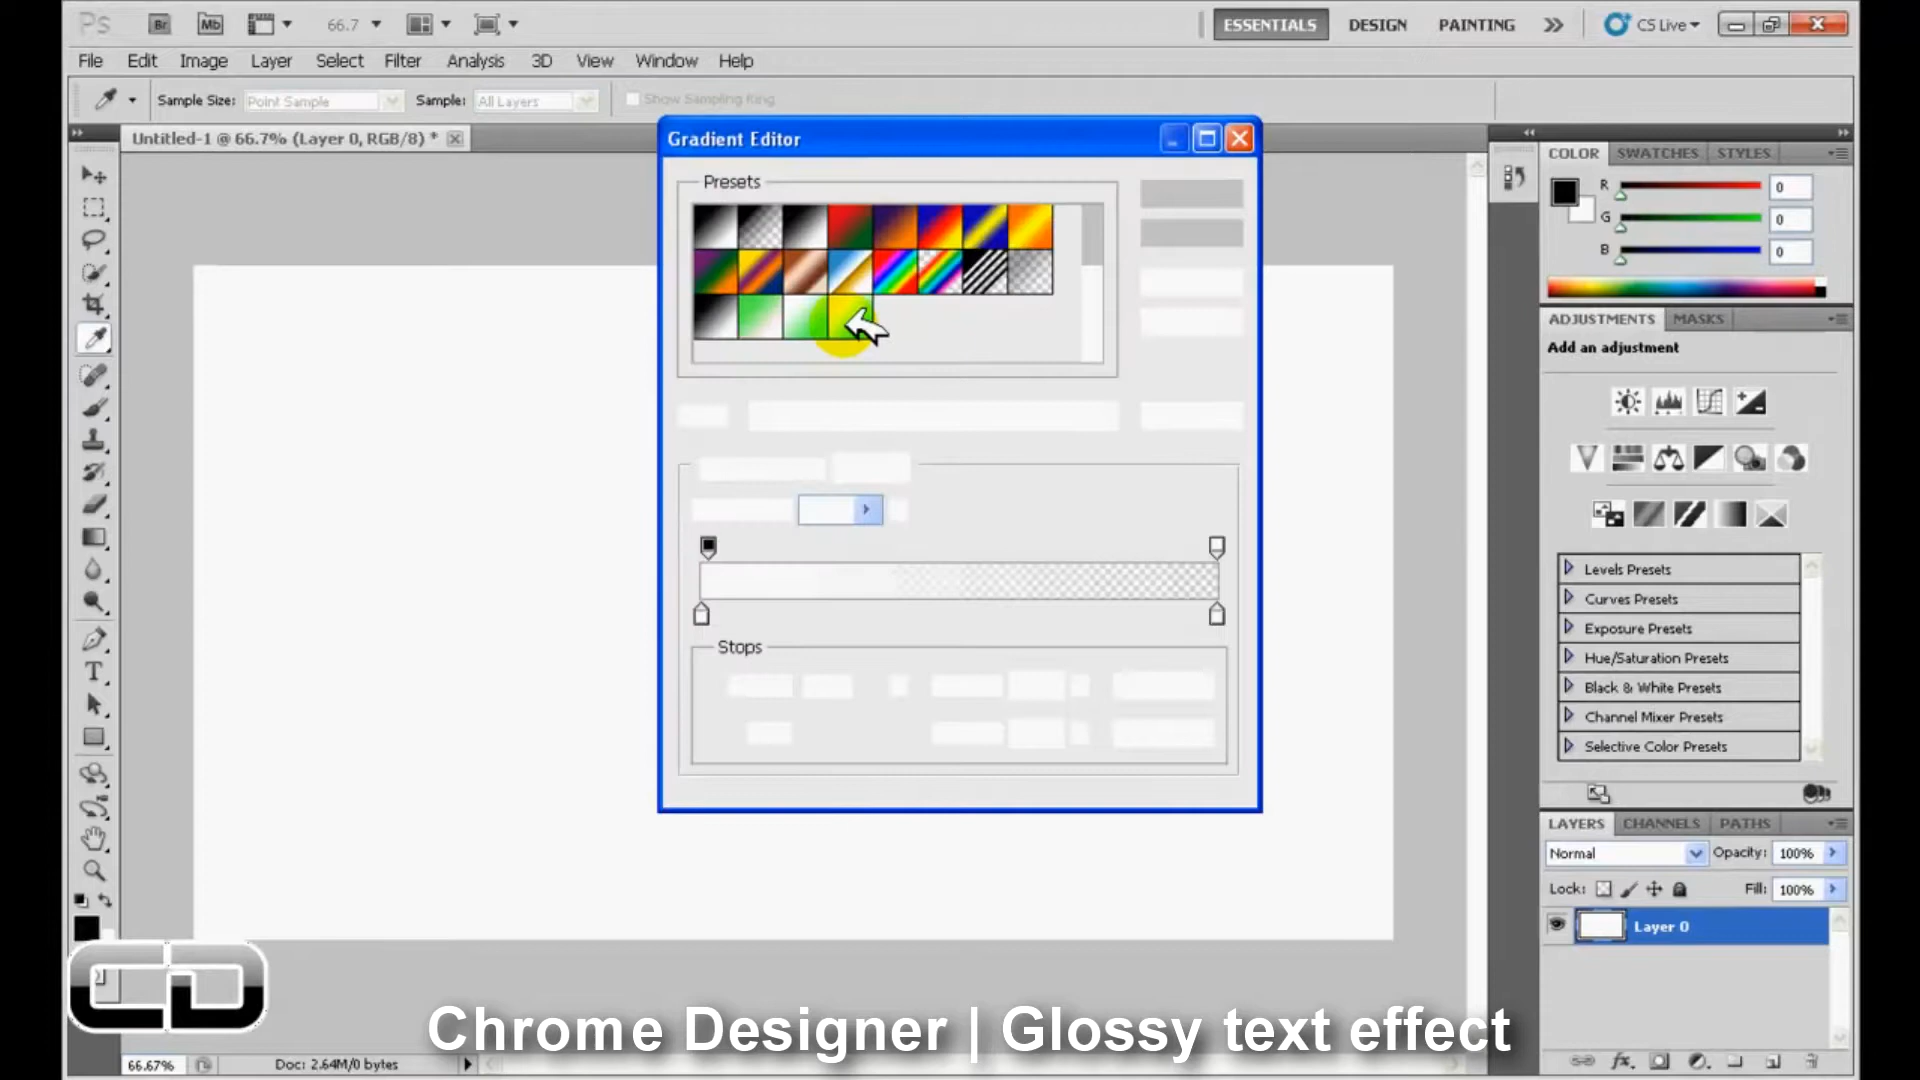 Ps Br Mb 66.7 ESSENTIALS DESIGN PAINTING CS Live
File Edit Image Layer Select Filter Analysis 3D View Window Help
Sample Size: Point Sample Sample: All Layers Show Sampling Ring
Untitled-1 @ 66.7% (Layer 0, RGB/8) *
Gradient Editor
Presets
Stops
COLOR SWATCHES STYLES
R 0
G 0
B 0
ADJUSTMENTS MASKS
Add an adjustment
Levels Presets
Curves Presets
Exposure Presets
Hue/Saturation Presets
Black & White Presets
Channel Mixer Presets
Selective Color Presets
LAYERS CHANNELS PATHS
Normal Opacity: 100%
Lock: Fill: 100%
Layer 0
CD
Chrome Designer | Glossy text effect
66.67% Doc: 2.64M/0 bytes